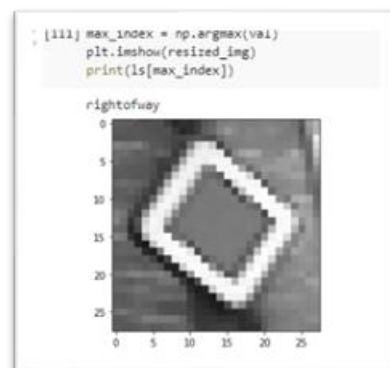 [111] max_index = np.argmax(val)
plt.imshow(resized_img)
print(ls[max_index])
rightofway
0
5
10
15
20
25
0 5 10 15 20 25